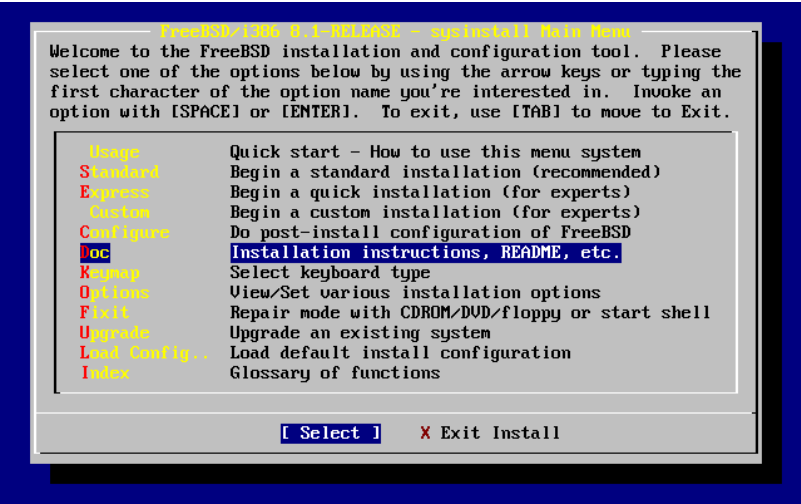 FreeBSD/i386 8.1-RELEASE - sysinstall Main Menu
Welcome to the FreeBSD installation and configuration tool.  Please
select one of the options below by using the arrow keys or typing the
first character of the option name you're interested in.  Invoke an
option with [SPACE] or [ENTER].  To exit, use [TAB] to move to Exit.
Usage Quick start - How to use this menu system
Standard Begin a standard installation (recommended)
Express Begin a quick installation (for experts)
Custom Begin a custom installation (for experts)
Configure Do post-install configuration of FreeBSD
Doc Installation instructions, README, etc.
Keymap Select keyboard type
Options View/Set various installation options
Fixit Repair mode with CDROM/DVD/floppy or start shell
Upgrade Upgrade an existing system
Load Config.. Load default install configuration
Index Glossary of functions
[ Select ] X Exit Install